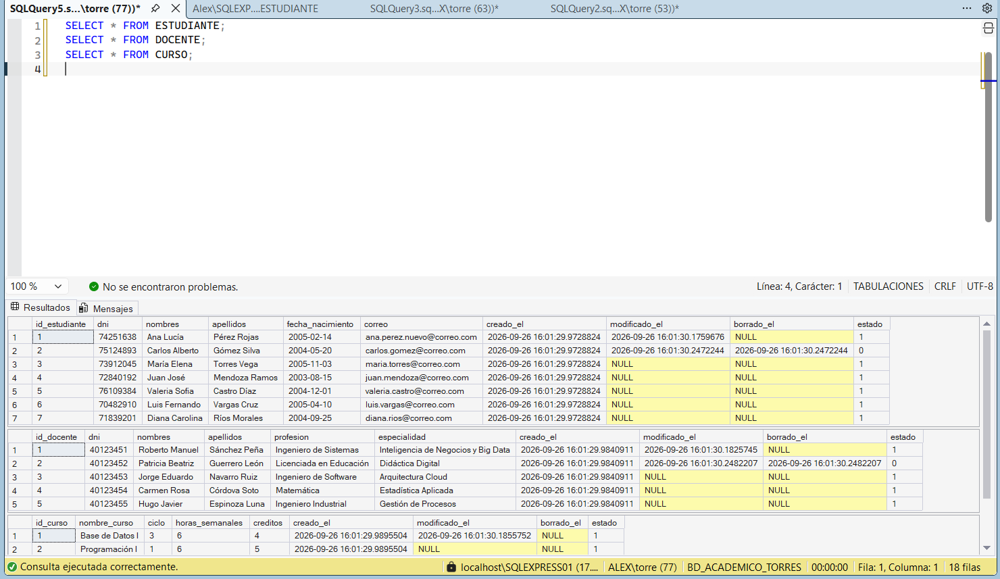 SQLQuery5.s...\torre (77))* Alex\SQLEXP....ESTUDIANTE SQLQuery3.sq...X\torre (63))* SQLQuery2.sq...X\torre (53))*
1 SELECT * FROM ESTUDIANTE;
2 SELECT * FROM DOCENTE;
3 SELECT * FROM CURSO;
4
100 % No se encontraron problemas. Línea: 4, Carácter: 1 TABULACIONES CRLF UTF-8
Resultados Mensajes
id_estudiante dni nombres apellidos fecha_nacimiento correo creado_el modificado_el borrado_el estado
1 1 74251638 Ana Lucía Pérez Rojas 2005-02-14 ana.perez.nuevo@correo.com 2026-09-26 16:01:29.9728824 2026-09-26 16:01:30.1759676 NULL 1
2 2 75124893 Carlos Alberto Gómez Silva 2004-05-20 carlos.gomez@correo.com 2026-09-26 16:01:29.9728824 2026-09-26 16:01:30.2472244 2026-09-26 16:01:30.2472244 0
3 3 73912045 María Elena Torres Vega 2005-11-03 maria.torres@correo.com 2026-09-26 16:01:29.9728824 NULL NULL 1
4 4 72840192 Juan José Mendoza Ramos 2003-08-15 juan.mendoza@correo.com 2026-09-26 16:01:29.9728824 NULL NULL 1
5 5 76109384 Valeria Sofia Castro Díaz 2004-12-01 valeria.castro@correo.com 2026-09-26 16:01:29.9728824 NULL NULL 1
6 6 70482910 Luis Fernando Vargas Cruz 2005-04-10 luis.vargas@correo.com 2026-09-26 16:01:29.9728824 NULL NULL 1
7 7 71839201 Diana Carolina Ríos Morales 2004-09-25 diana.rios@correo.com 2026-09-26 16:01:29.9728824 NULL NULL 1
id_docente dni nombres apellidos profesion especialidad creado_el modificado_el borrado_el estado
1 1 40123451 Roberto Manuel Sánchez Peña Ingeniero de Sistemas Inteligencia de Negocios y Big Data 2026-09-26 16:01:29.9840911 2026-09-26 16:01:30.1825745 NULL 1
2 2 40123452 Patricia Beatriz Guerrero León Licenciada en Educación Didáctica Digital 2026-09-26 16:01:29.9840911 2026-09-26 16:01:30.2482207 2026-09-26 16:01:30.2482207 0
3 3 40123453 Jorge Eduardo Navarro Ruiz Ingeniero de Software Arquitectura Cloud 2026-09-26 16:01:29.9840911 NULL NULL 1
4 4 40123454 Carmen Rosa Córdova Soto Matemática Estadística Aplicada 2026-09-26 16:01:29.9840911 NULL NULL 1
5 5 40123455 Hugo Javier Espinoza Luna Ingeniero Industrial Gestión de Procesos 2026-09-26 16:01:29.9840911 NULL NULL 1
id_curso nombre_curso ciclo horas_semanales creditos creado_el modificado_el borrado_el estado
1 1 Base de Datos I 3 6 4 2026-09-26 16:01:29.9895504 2026-09-26 16:01:30.1855752 NULL 1
2 2 Programación I 1 6 5 2026-09-26 16:01:29.9895504 NULL NULL 1
Consulta ejecutada correctamente. localhost\SQLEXPRESS01 (17.... ALEX\torre (77) BD_ACADEMICO_TORRES 00:00:00 Fila: 1, Columna: 1 18 filas